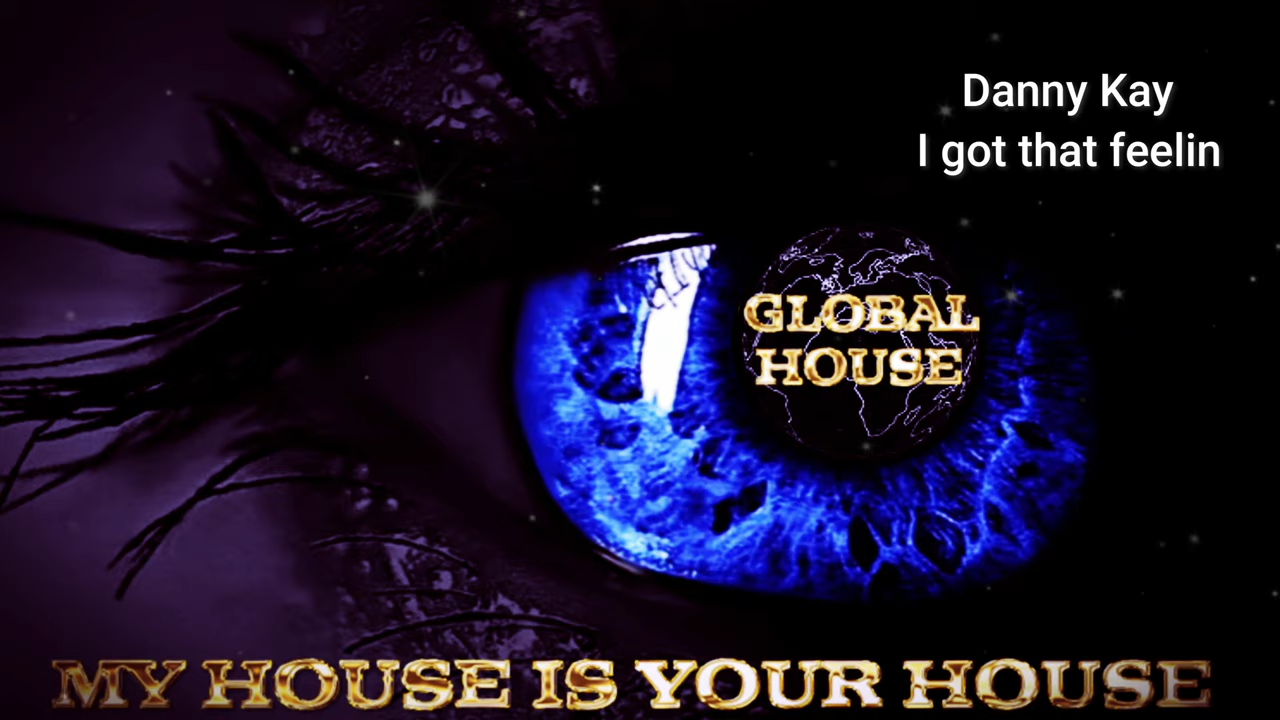 Danny Kay
I got that feelin
GLOBAL
HOUSE
MY HOUSE IS YOUR HOUSE